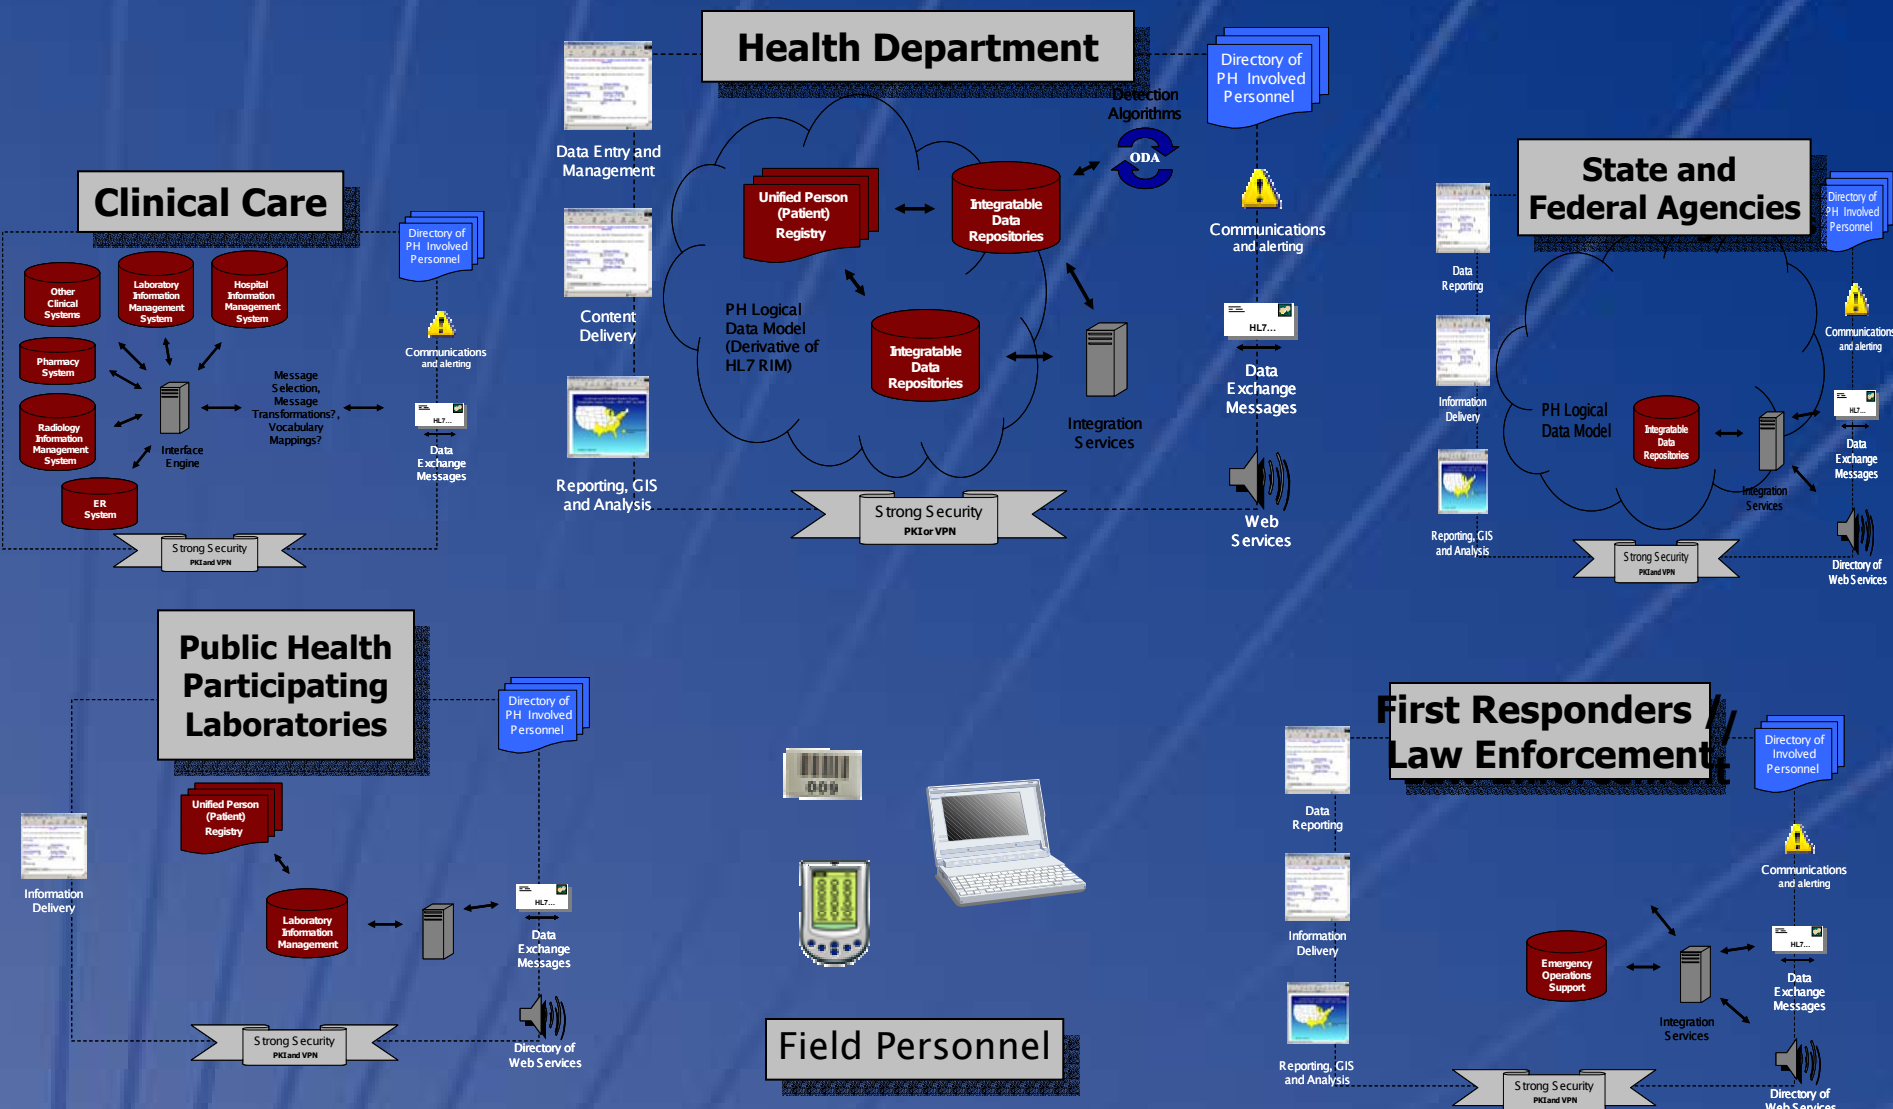 Health Department
Directory of
PH Involved
Personnel
Detection
Algorithms
ODA
Data Entry and
Management
Unified Person
(Patient)
Registry
Integratable
Data
Repositories
Communications
and alerting
Content
Delivery
PH Logical
Data Model
(Derivative of
HL7 RIM)
Integratable
Data
Repositories
HL7...
Data
Exchange
Messages
Integration
Services
Reporting, GIS
and Analysis
Strong Security
PKI or VPN
Web
Services
Clinical Care
Directory of
PH Involved
Personnel
Other
Clinical
Systems
Laboratory
Information
Management
System
Hospital
Information
Management
System
Communications
and alerting
Pharmacy
System
Message
Selection,
Message
Transformations?,
Vocabulary
Mappings?
HL7...
Radiology
Information
Management
System
Interface
Engine
Data
Exchange
Messages
ER
System
Strong Security
PKI and VPN
State and
Federal Agencies
Directory of
PH Involved
Personnel
Data
Reporting
Communications
and alerting
Information
Delivery
PH Logical
Data Model
Integratable
Data
Repositories
HL7...
Data
Exchange
Messages
Integration
Services
Reporting, GIS
and Analysis
Strong Security
PKI and VPN
Directory of
Web Services
Public Health
Participating
Laboratories
Directory of
PH Involved
Personnel
Unified Person
(Patient)
Registry
Information
Delivery
Laboratory
Information
Management
HL7...
Data
Exchange
Messages
Strong Security
PKI and VPN
Directory of
Web Services
009
Field Personnel
First Responders /
Law Enforcement
Directory of
Involved
Personnel
Data
Reporting
Communications
and alerting
Information
Delivery
Emergency
Operations
Support
HL7...
Data
Exchange
Messages
Integration
Services
Reporting, GIS
and Analysis
Strong Security
PKI and VPN
Directory of
Web Services